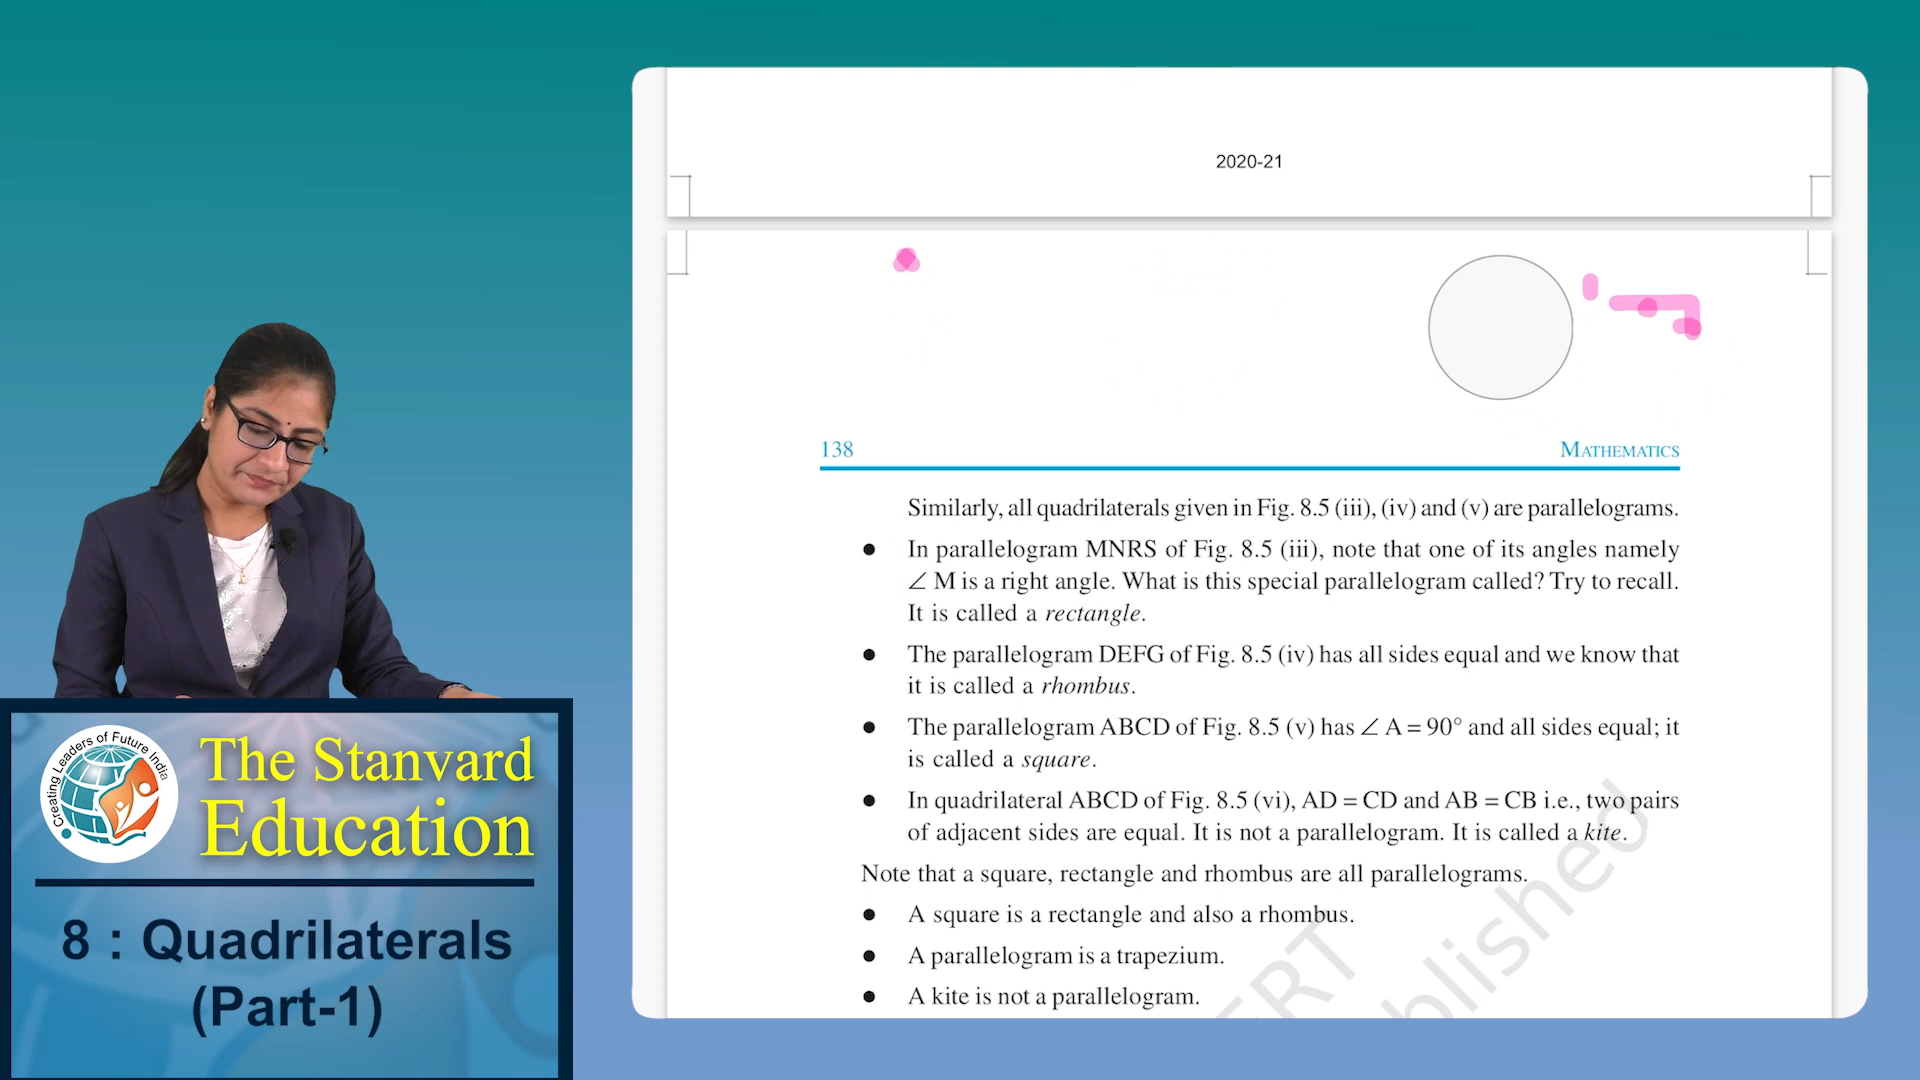 2020-21
138 MATHEMATICS
Similarly, all quadrilaterals given in Fig. 8.5 (iii), (iv) and (v) are parallelograms.
● In parallelogram MNRS of Fig. 8.5 (iii), note that one of its angles namely
∠ M is a right angle. What is this special parallelogram called? Try to recall.
It is called a rectangle.
● The parallelogram DEFG of Fig. 8.5 (iv) has all sides equal and we know that
it is called a rhombus.
● The parallelogram ABCD of Fig. 8.5 (v) has ∠ A = 90° and all sides equal; it
is called a square.
● In quadrilateral ABCD of Fig. 8.5 (vi), AD = CD and AB = CB i.e., two pairs
of adjacent sides are equal. It is not a parallelogram. It is called a kite.
Note that a square, rectangle and rhombus are all parallelograms.
● A square is a rectangle and also a rhombus.
● A parallelogram is a trapezium.
● A kite is not a parallelogram.
Creating Leaders of Future India
The Stanvard
Education
8 : Quadrilaterals
(Part-1)